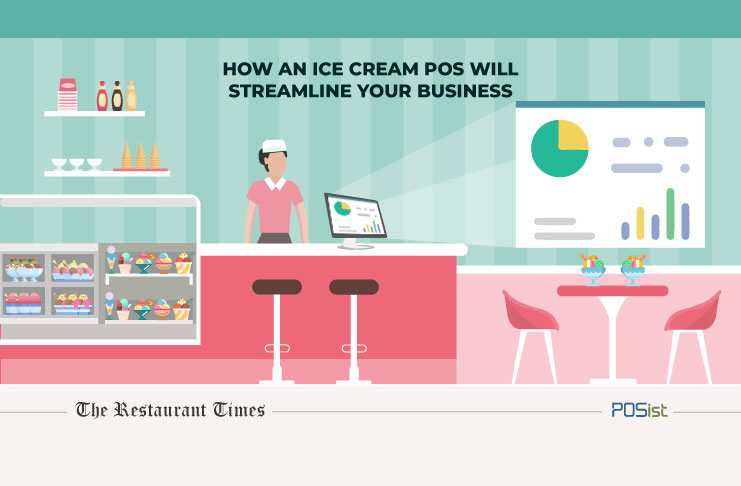 HOW AN ICE CREAM POS WILL
STREAMLINE YOUR BUSINESS
The Restaurant Times
POSist